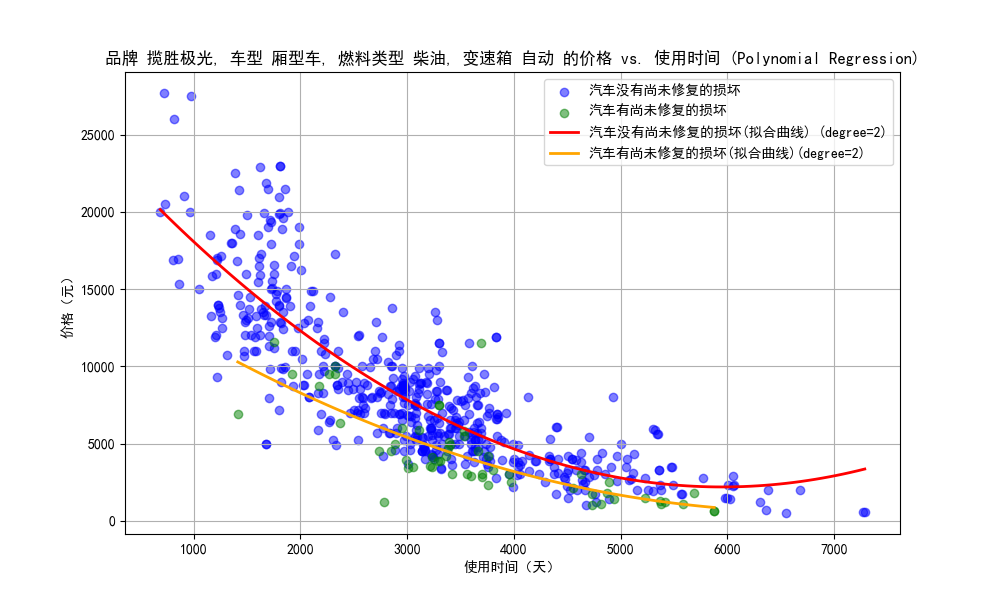 品牌 揽胜极光, 车型 厢型车, 燃料类型 柴油, 变速箱 自动 的价格 vs. 使用时间 (Polynomial Regression)
汽车没有尚未修复的损坏
汽车有尚未修复的损坏
汽车没有尚未修复的损坏(拟合曲线) (degree=2)
汽车有尚未修复的损坏(拟合曲线)(degree=2)
价格（元）
25000
20000
15000
10000
5000
0
1000 2000 3000 4000 5000 6000 7000
使用时间（天）